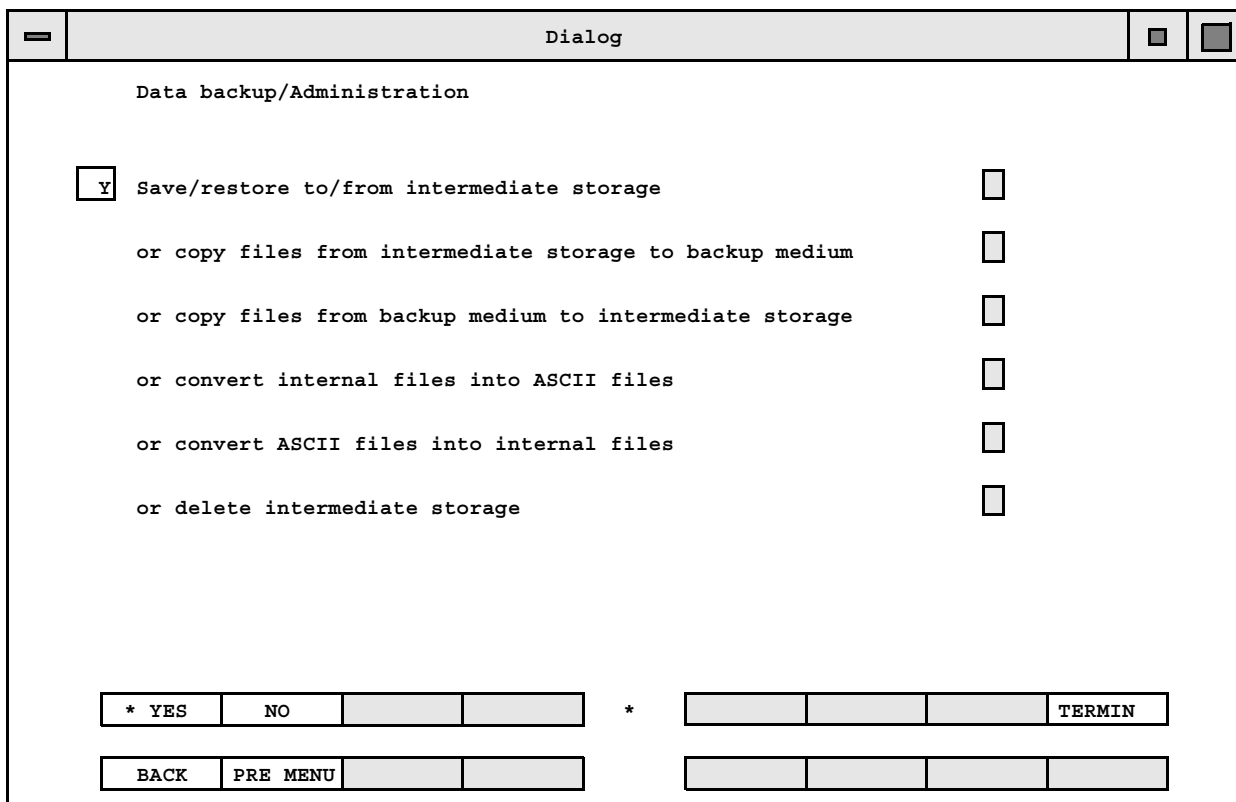 Dialog
Data backup/Administration
Y Save/restore to/from intermediate storage
or copy files from intermediate storage to backup medium
or copy files from backup medium to intermediate storage
or convert internal files into ASCII files
or convert ASCII files into internal files
or delete intermediate storage
* YES NO * TERMIN
BACK PRE MENU